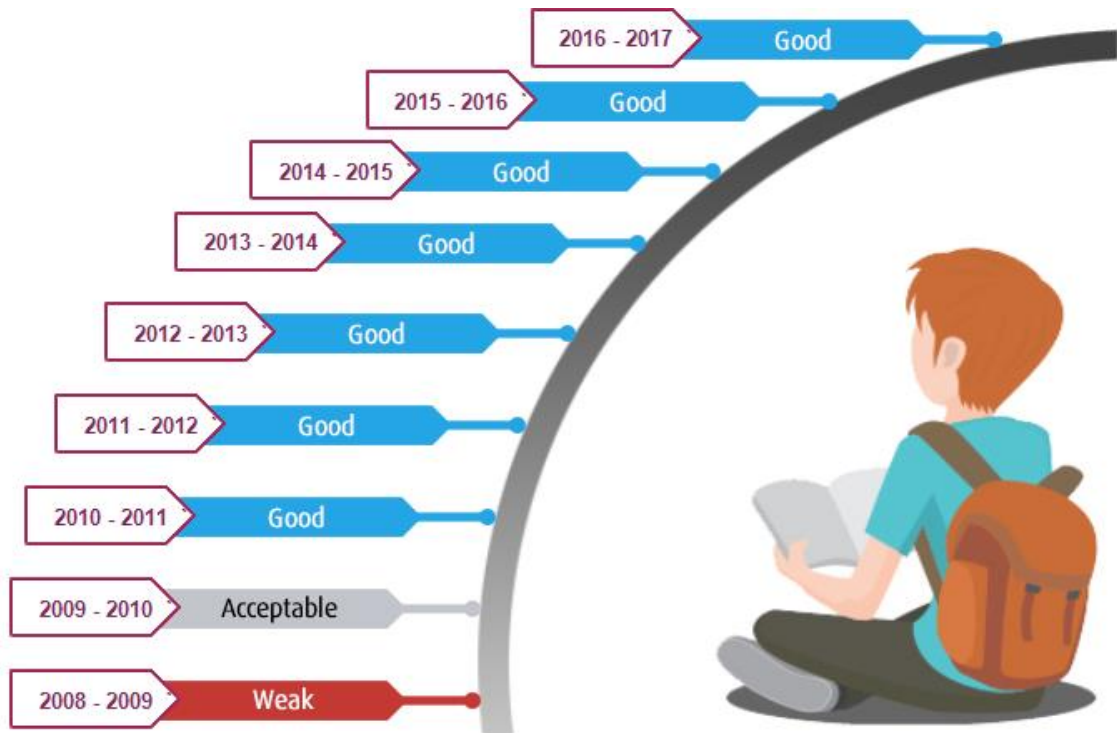 2016 - 2017 Good
2015 - 2016 Good
2014 - 2015 Good
2013 - 2014 Good
2012 - 2013 Good
2011 - 2012 Good
2010 - 2011 Good
2009 - 2010 Acceptable
2008 - 2009 Weak